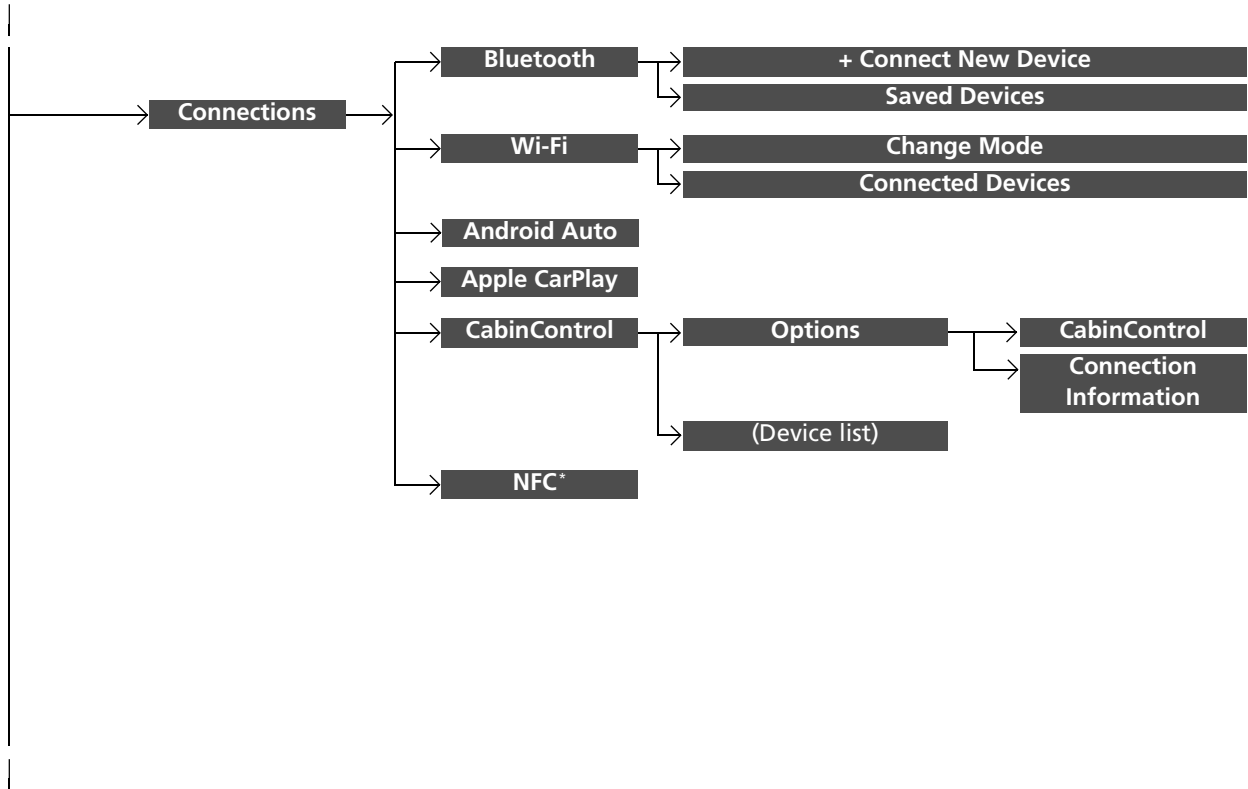 Bluetooth
+ Connect New Device
Saved Devices
Connections
Wi-Fi
Change Mode
Connected Devices
Android Auto
Apple CarPlay
CabinControl
Options
CabinControl
Connection
Information
(Device list)
NFC*